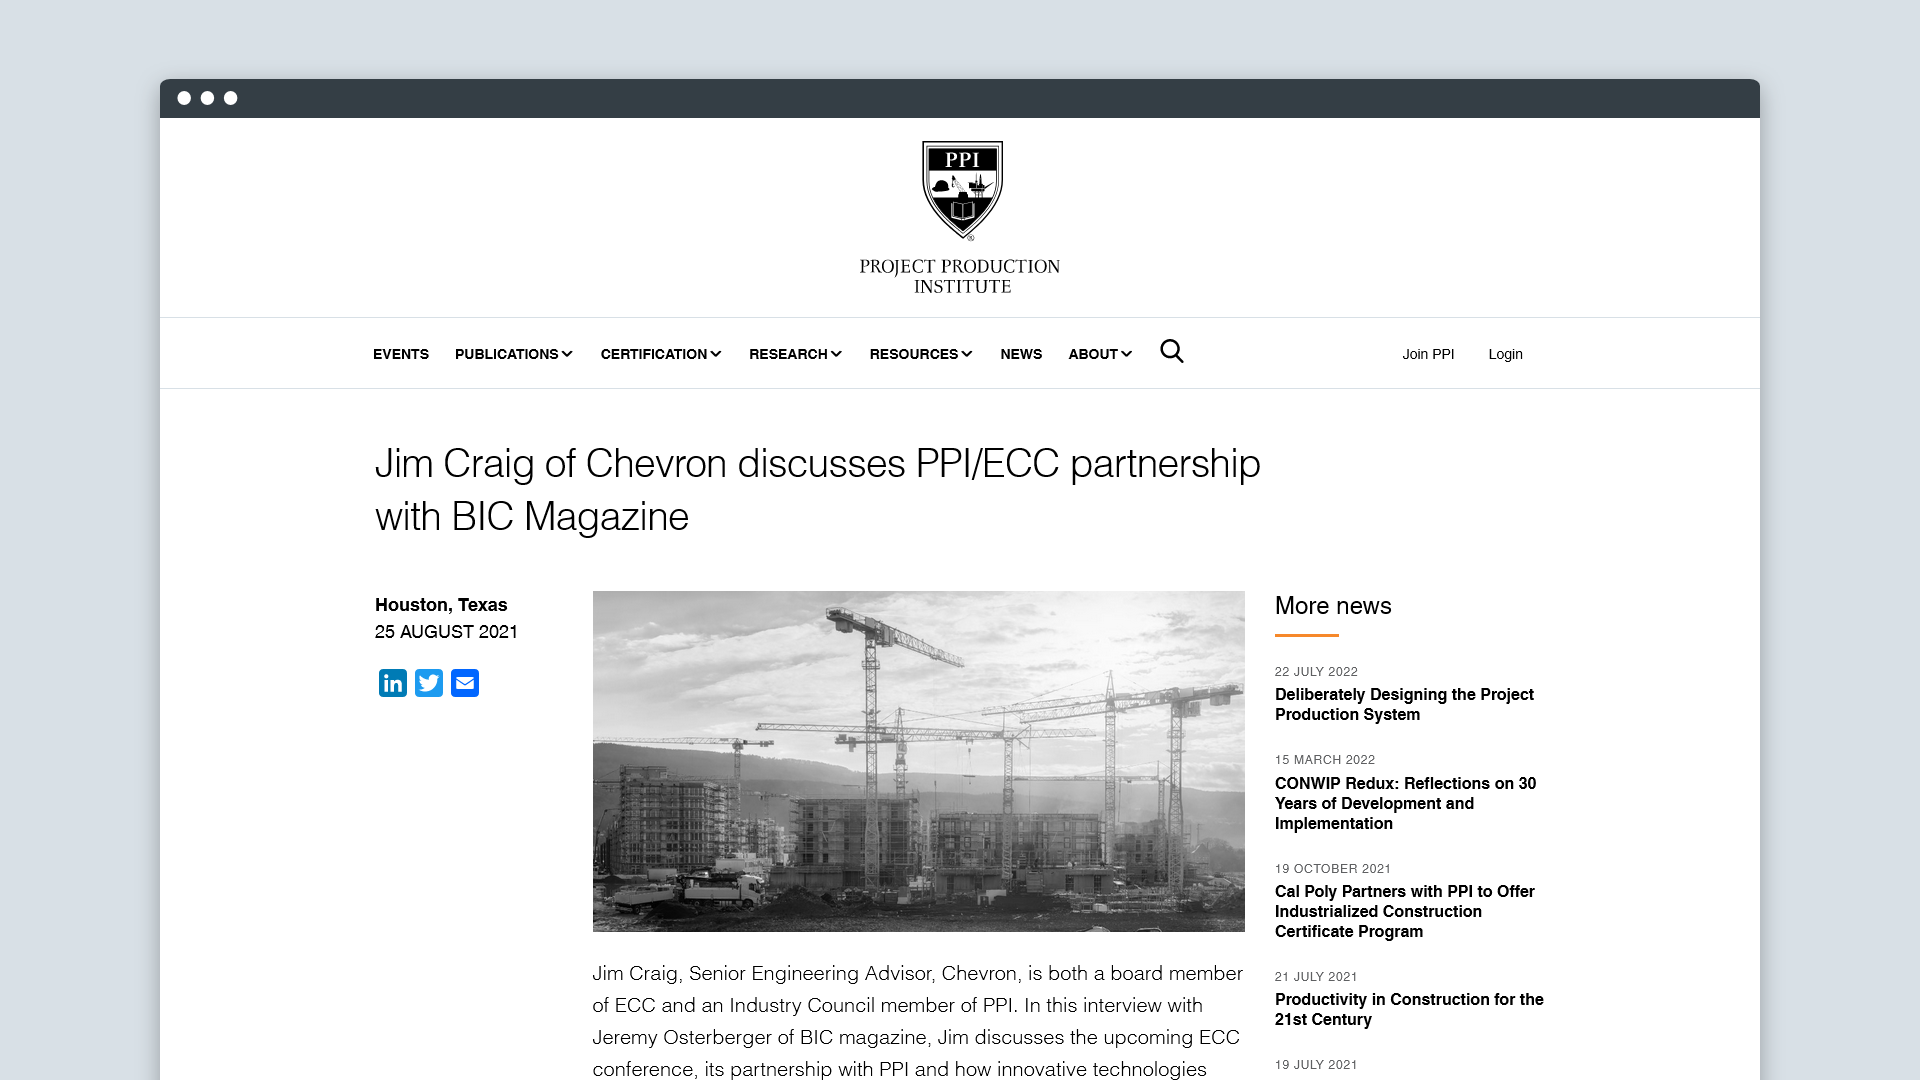 PPI
PROJECT PRODUCTION
INSTITUTE
EVENTS PUBLICATIONS CERTIFICATION RESEARCH RESOURCES NEWS ABOUT Join PPI Login
Jim Craig of Chevron discusses PPI/ECC partnership
with BIC Magazine
Houston, Texas
25 AUGUST 2021
in
Jim Craig, Senior Engineering Advisor, Chevron, is both a board member
of ECC and an Industry Council member of PPI. In this interview with
Jeremy Osterberger of BIC magazine, Jim discusses the upcoming ECC
conference, its partnership with PPI and how innovative technologies
More news
22 JULY 2022
Deliberately Designing the Project
Production System
15 MARCH 2022
CONWIP Redux: Reflections on 30
Years of Development and
Implementation
19 OCTOBER 2021
Cal Poly Partners with PPI to Offer
Industrialized Construction
Certificate Program
21 JULY 2021
Productivity in Construction for the
21st Century
19 JULY 2021